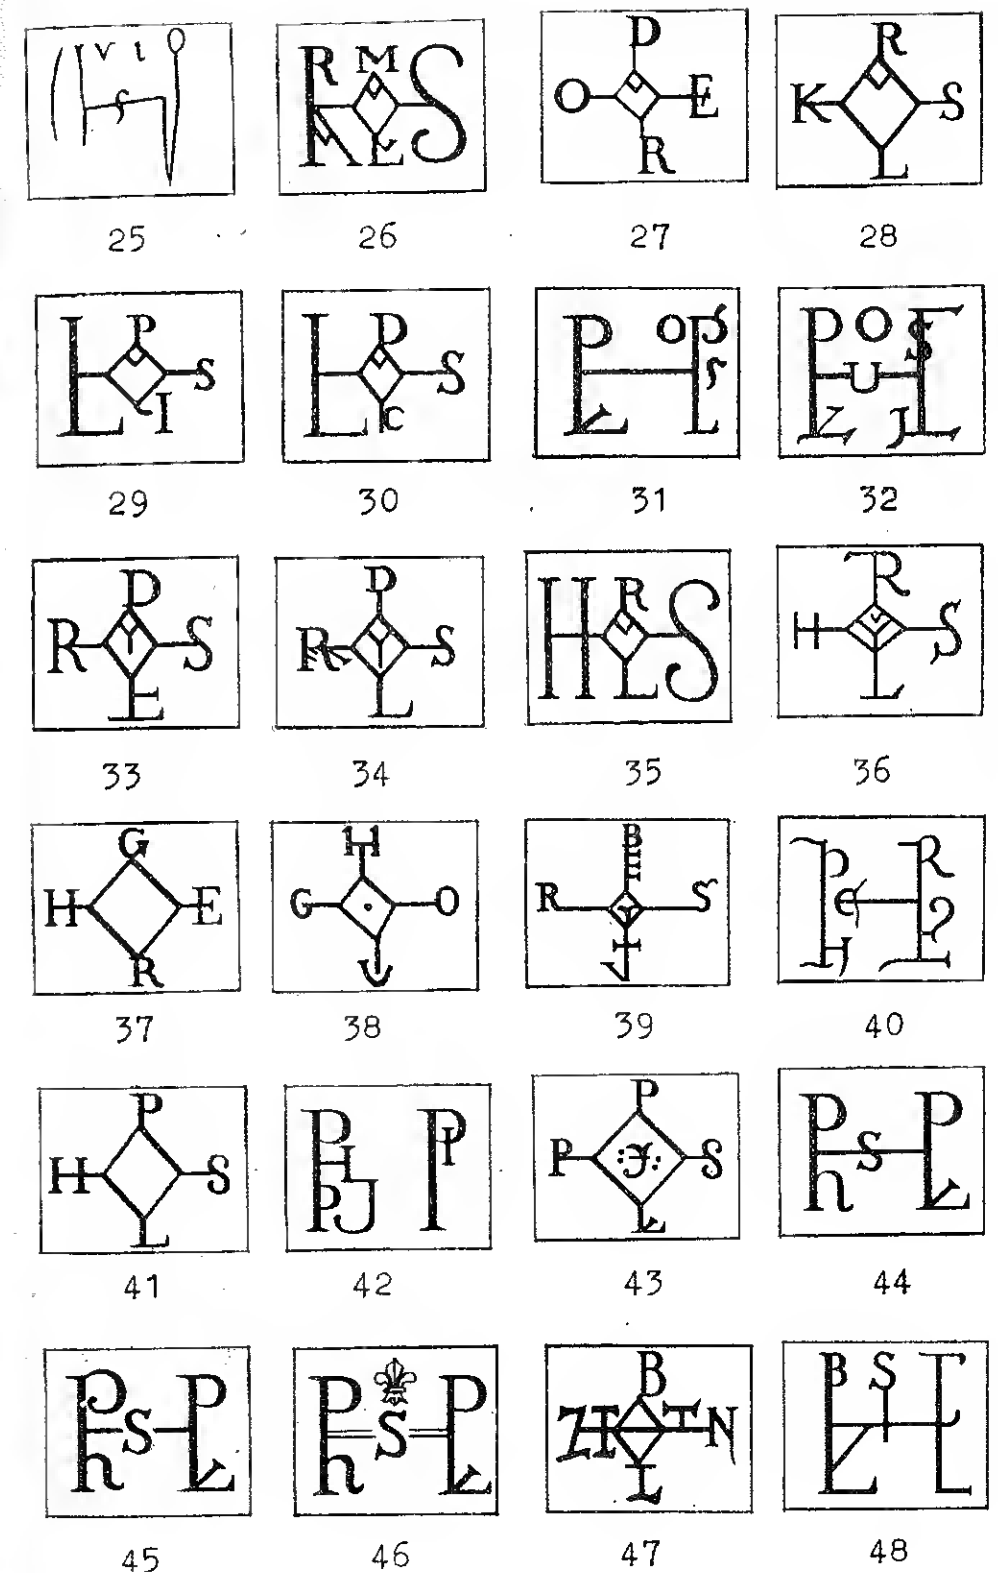 V I O
S
R M S
L
25 26 27 28
D
O E
R
R
K S
L
P
L S
I
P
L S
C
P O S
L S L
P O S
U
Z J L
29 30 31 32
D
R S
E
D
R S
L
R
H S
L
R
H S
L
33 34 35 36
G
H E
R
H
G O
U
B
E
R S
H
P R
H
37 38 39 40
P
H S
L
P P
H
P J
P
P S
L
P S P
h L
41 42 43 44
P S P
h L
P S P
h L
B
Z T T N
L
B S
L
45 46 47 48